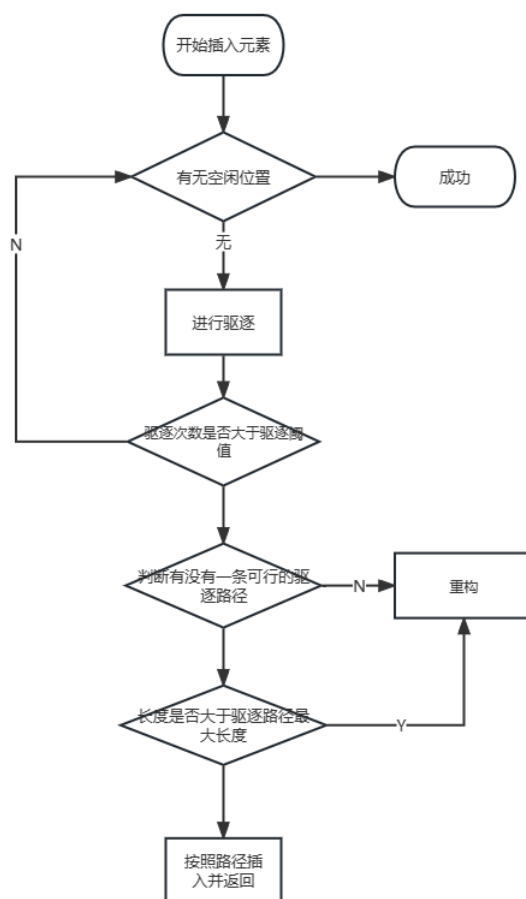 开始插入元素
有无空闲位置
成功
N
无
进行驱逐
驱逐次数是否大于驱逐阈
值
判断有没有一条可行的驱
逐路径
N
重构
长度是否大于驱逐路径最
大长度
Y
按照路径插
入并返回